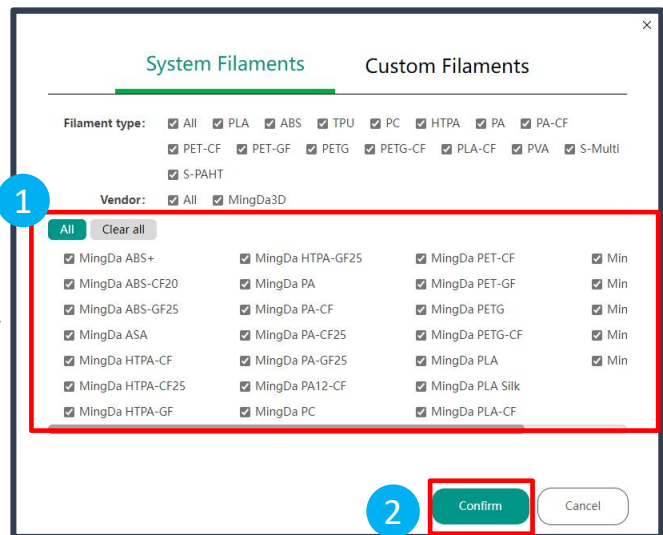 System Filaments Custom Filaments
Filament type: All PLA ABS TPU PC HTPA PA PA-CF
PET-CF PET-GF PETG PETG-CF PLA-CF PVA S-Multi
S-PAHT
1
Vendor: All MingDa3D
All Clear all
MingDa ABS+ MingDa HTPA-GF25 MingDa PET-CF Min
MingDa ABS-CF20 MingDa PA MingDa PET-GF Min
MingDa ABS-GF25 MingDa PA-CF MingDa PETG Min
MingDa ASA MingDa PA-CF25 MingDa PETG-CF Min
MingDa HTPA-CF MingDa PA-GF25 MingDa PLA Min
MingDa HTPA-CF25 MingDa PA12-CF MingDa PLA Silk
MingDa HTPA-GF MingDa PC MingDa PLA-CF
2 Confirm Cancel